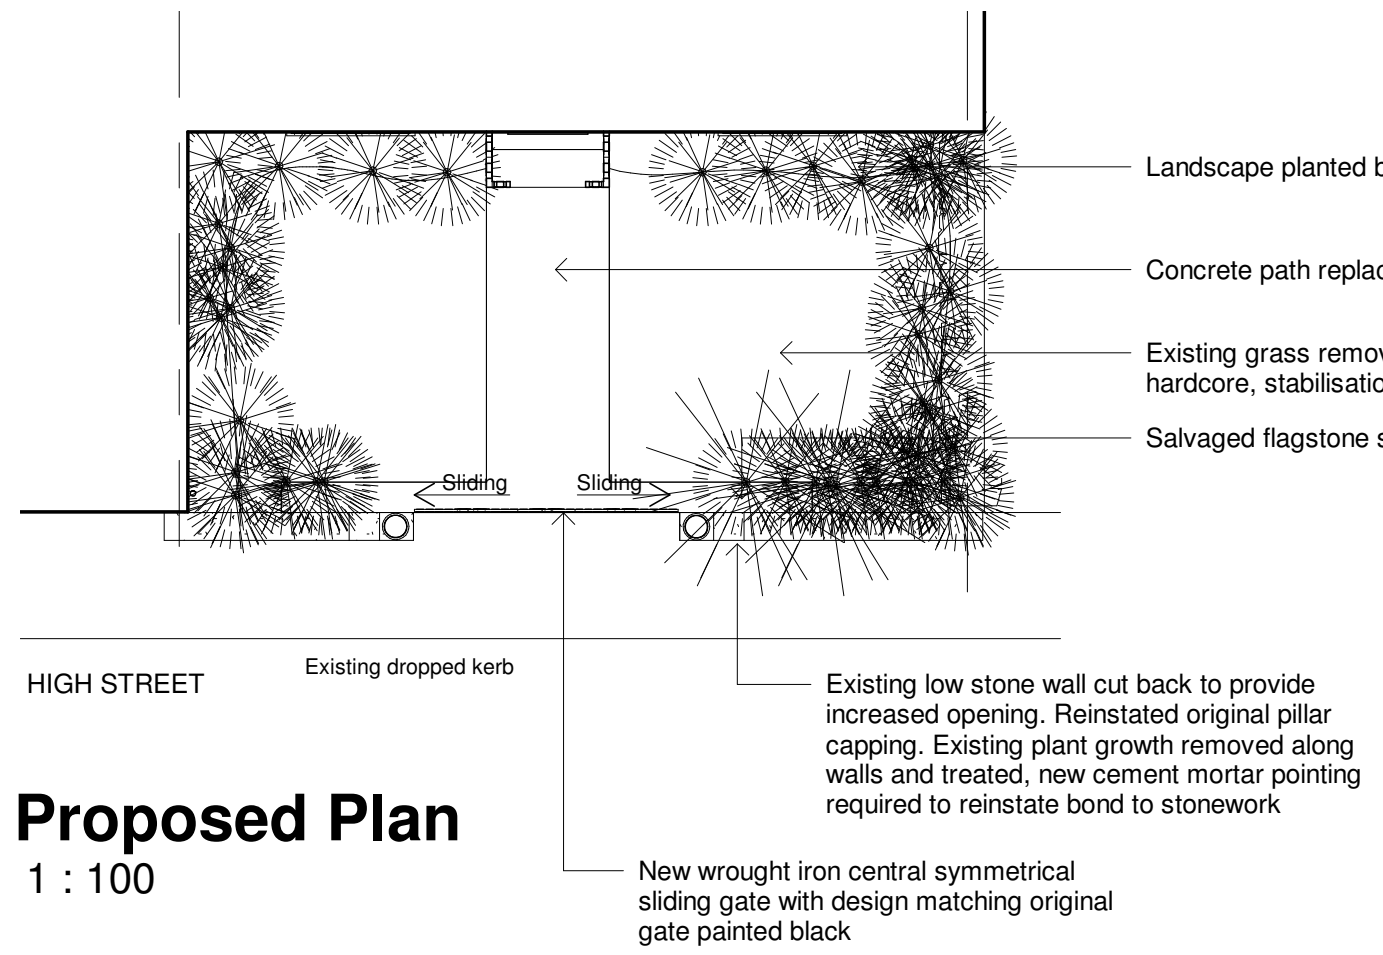 Landscape planted
Concrete path
Existing grass
hardcore,
Salvaged flagstone
Sliding Sliding
HIGH STREET
Existing dropped kerb
Existing low stone wall cut back to provide
increased opening. Reinstated original pillar
capping. Existing plant growth removed along
walls and treated, new cement mortar pointing
required to reinstate bond to stonework
Proposed Plan
1 : 100
New wrought iron central symmetrical
sliding gate with design matching original
gate painted black